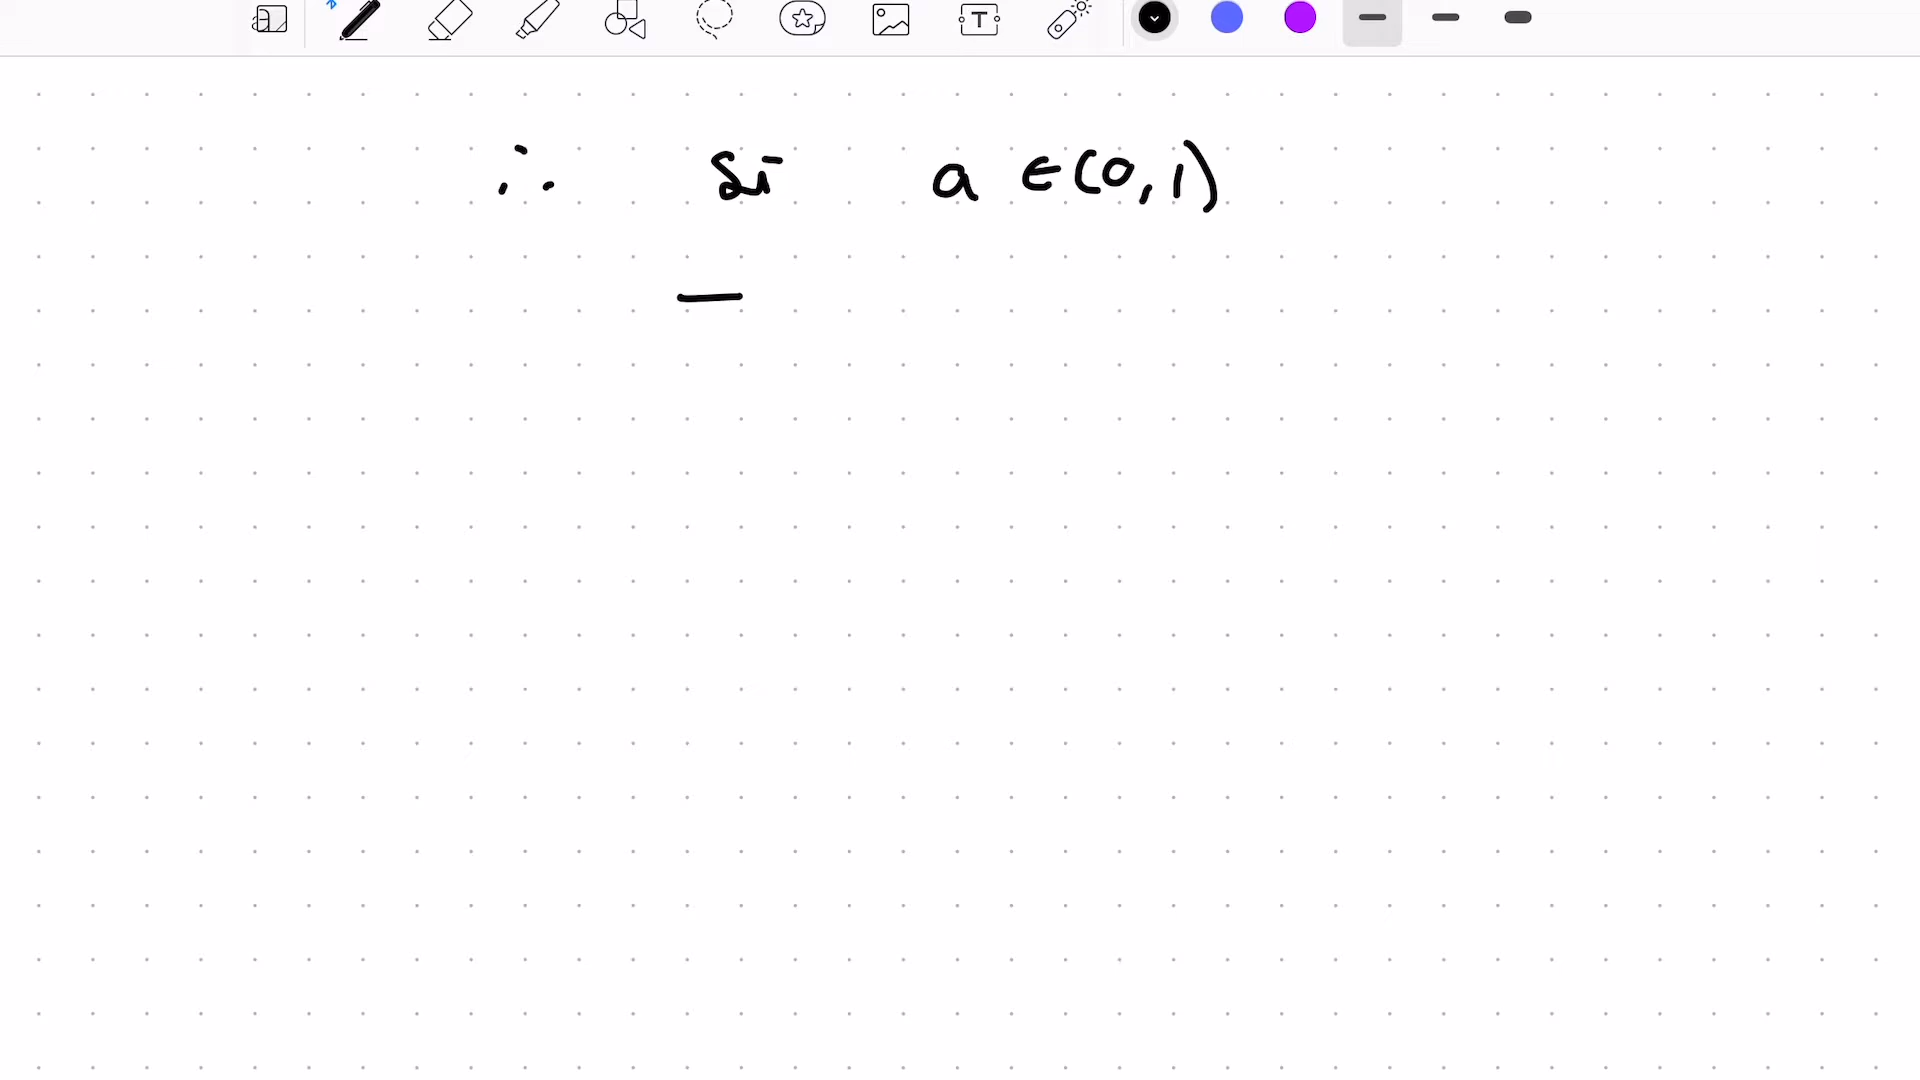 ∴ Si a ∈ (0,1)
—